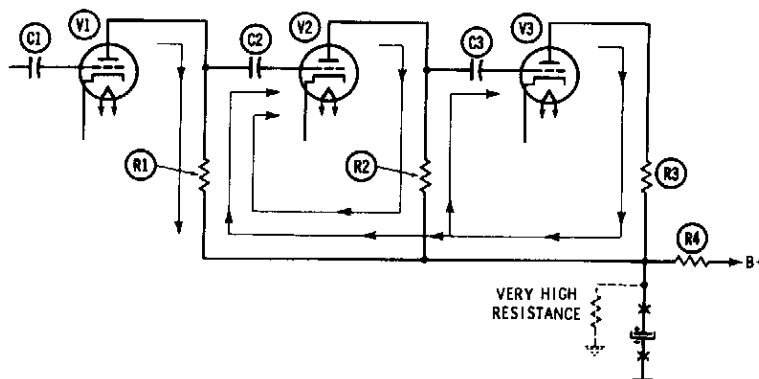 V1
V2
V3
C1
C2
C3
R1
R2
R3
R4
B+
VERY HIGH
RESISTANCE
+